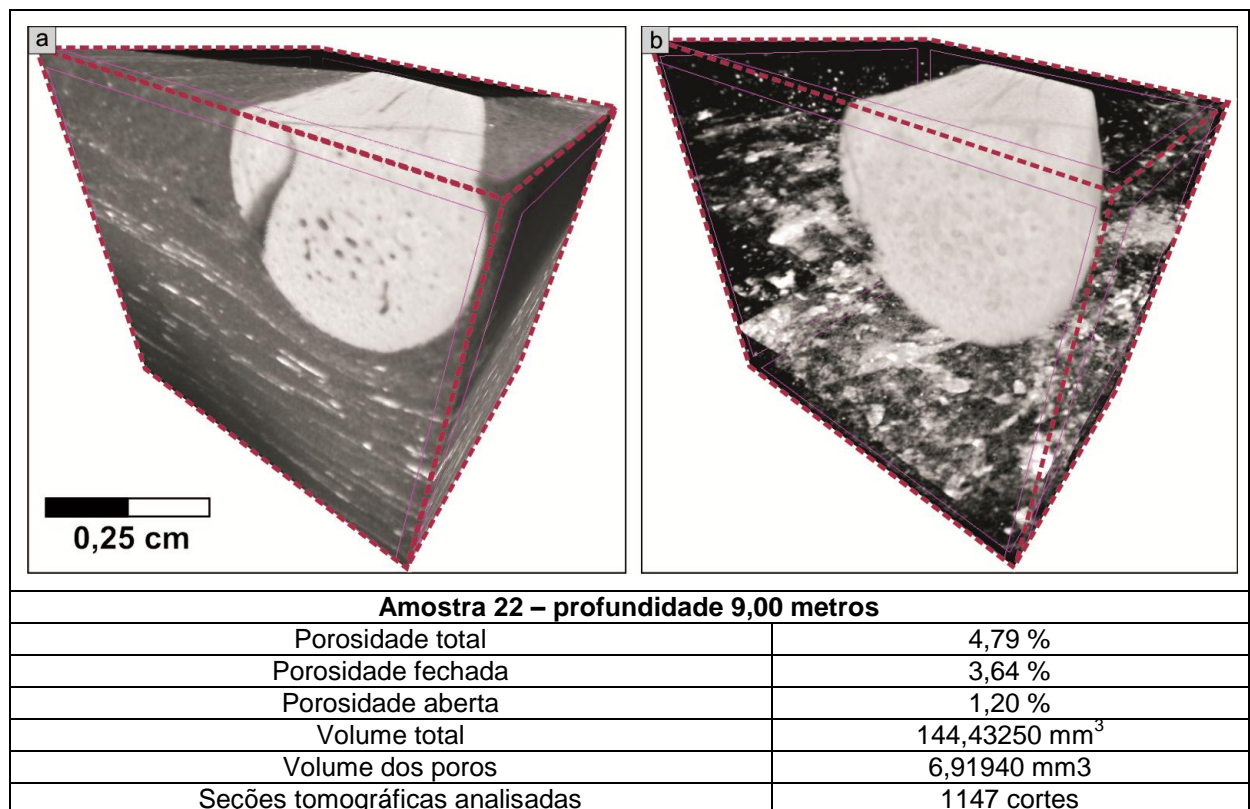 a
b
0,25 cm
Amostra 22 – profundidade 9,00 metros
Porosidade total 4,79 %
Porosidade fechada 3,64 %
Porosidade aberta 1,20 %
Volume total 144,43250 mm³
Volume dos poros 6,91940 mm3
Seções tomográficas analisadas 1147 cortes